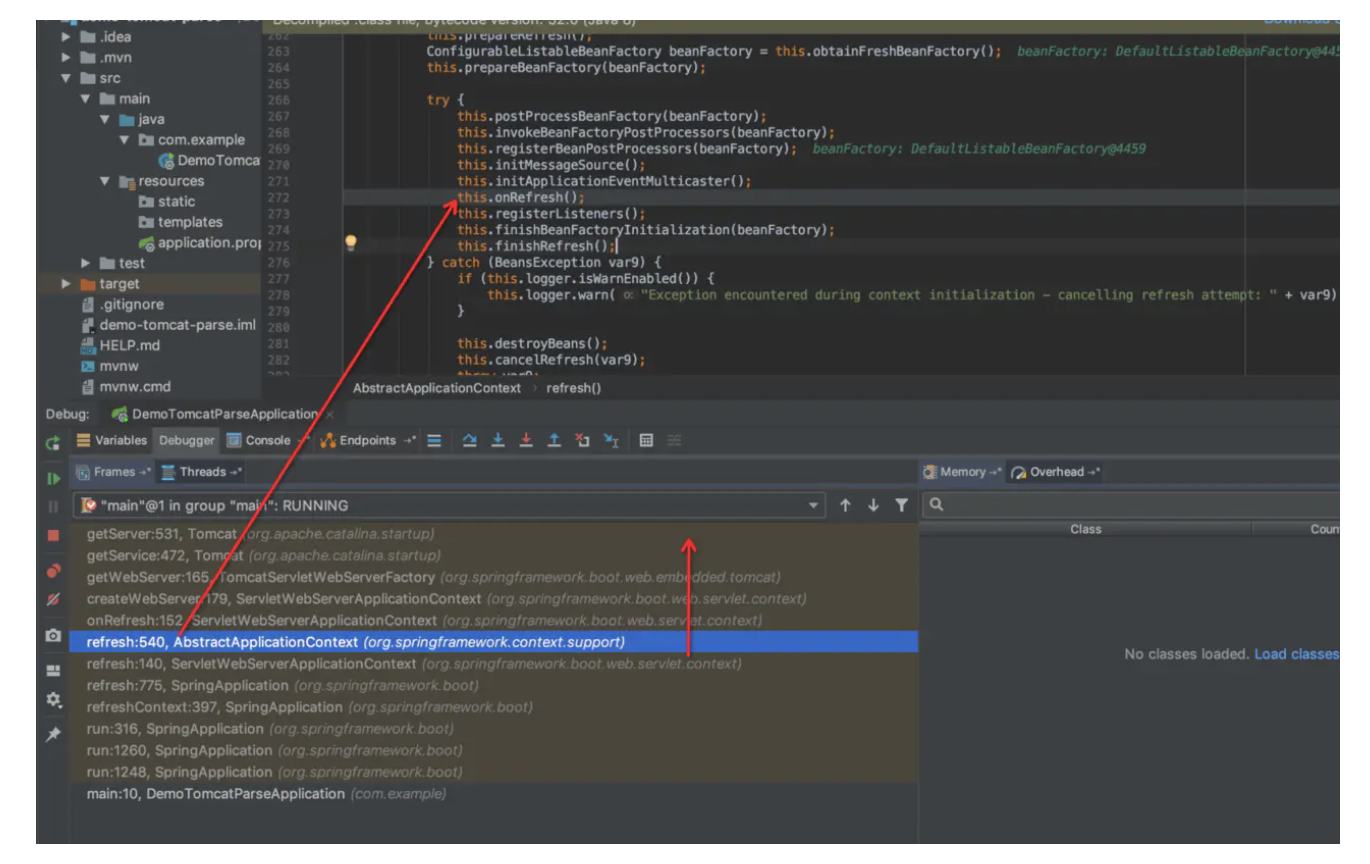 Decompiled .class file, bytecode version: 52.0 (Java 8)
.idea
.mvn
src
main
java
com.example
DemoTomca
resources
static
templates
application.prop
test
target
.gitignore
demo-tomcat-parse.iml
HELP.md
mvnw
mvnw.cmd
262 this.prepareRefresh();
263 ConfigurableListableBeanFactory beanFactory = this.obtainFreshBeanFactory(); beanFactory: DefaultListableBeanFactory@445
264 this.prepareBeanFactory(beanFactory);
265
266 try {
267 this.postProcessBeanFactory(beanFactory);
268 this.invokeBeanFactoryPostProcessors(beanFactory);
269 this.registerBeanPostProcessors(beanFactory); beanFactory: DefaultListableBeanFactory@4459
270 this.initMessageSource();
271 this.initApplicationEventMulticaster();
272 this.onRefresh();
273 this.registerListeners();
274 this.finishBeanFactoryInitialization(beanFactory);
275 this.finishRefresh();
276 } catch (BeansException var9) {
277 if (this.logger.isWarnEnabled()) {
278 this.logger.warn( o: "Exception encountered during context initialization - cancelling refresh attempt: " + var9)
279 }
280
281 this.destroyBeans();
282 this.cancelRefresh(var9);
AbstractApplicationContext › refresh()
Debug: DemoTomcatParseApplication ×
Variables Debugger Console Endpoints
Frames Threads Memory Overhead
"main"@1 in group "main": RUNNING
Class Coun
getServer:531, Tomcat (org.apache.catalina.startup)
getService:472, Tomcat (org.apache.catalina.startup)
getWebServer:165, TomcatServletWebServerFactory (org.springframework.boot.web.embedded.tomcat)
createWebServer:179, ServletWebServerApplicationContext (org.springframework.boot.web.servlet.context)
onRefresh:152, ServletWebServerApplicationContext (org.springframework.boot.web.servlet.context)
refresh:540, AbstractApplicationContext (org.springframework.context.support)
refresh:140, ServletWebServerApplicationContext (org.springframework.boot.web.servlet.context)
refresh:775, SpringApplication (org.springframework.boot)
refreshContext:397, SpringApplication (org.springframework.boot)
run:316, SpringApplication (org.springframework.boot)
run:1260, SpringApplication (org.springframework.boot)
run:1248, SpringApplication (org.springframework.boot)
main:10, DemoTomcatParseApplication (com.example)
No classes loaded. Load classes